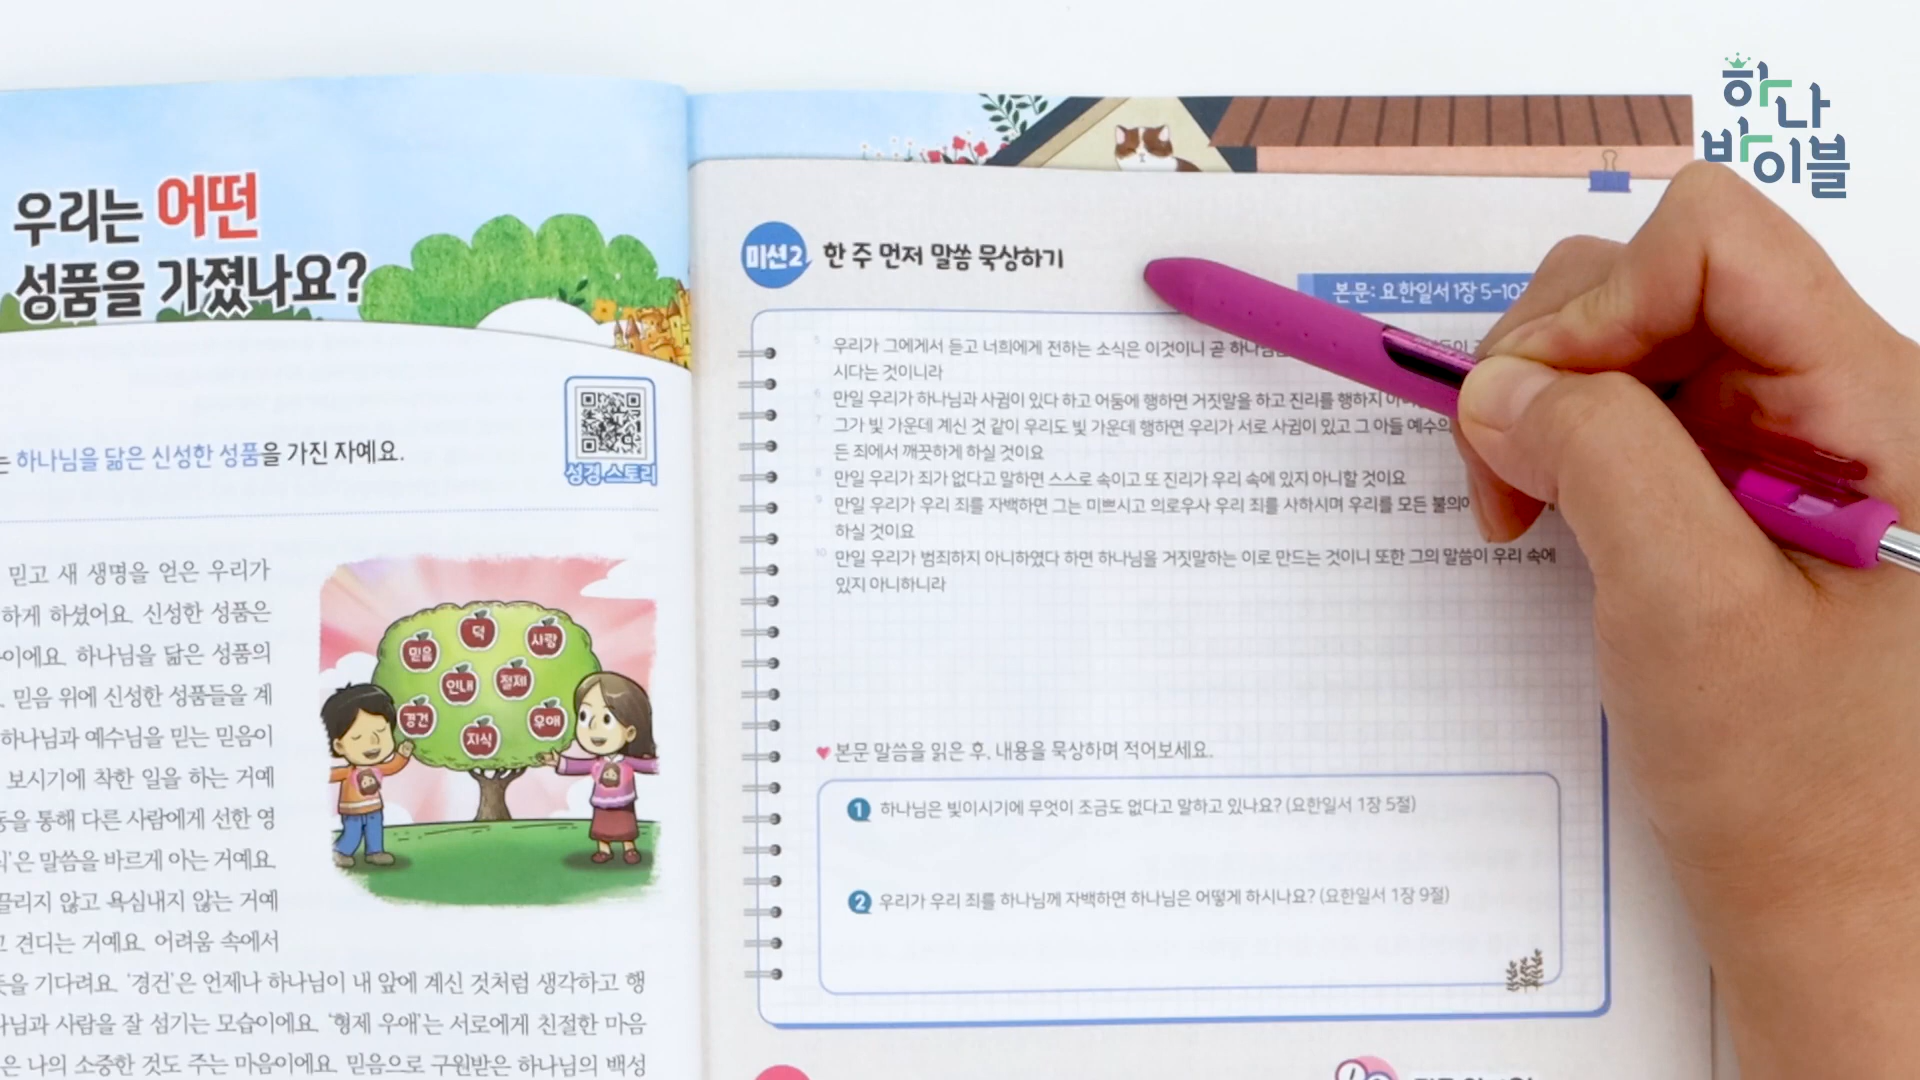 하나
바이블
우리는 어떤
성품을 가졌나요?
하나님을 닮은 신성한 성품을 가진 자예요.
성경 스토리
믿고 새 생명을 얻은 우리가
하게 하셨어요. 신성한 성품은
이에요. 하나님을 닮은 성품의
믿음 위에 신성한 성품들을 계
하나님과 예수님을 믿는 믿음이
보시기에 착한 일을 하는 거예
을 통해 다른 사람에게 선한 영
'은 말씀을 바르게 아는 거예요.
끌리지 않고 욕심내지 않는 거예
견디는 거예요. 어려움 속에서
덕
믿음
사랑
인내
절제
경건
우애
지식
을 기다려요. '경건'은 언제나 하나님이 내 앞에 계신 것처럼 생각하고 행
님과 사람을 잘 섬기는 모습이에요. '형제 우애'는 서로에게 친절한 마음
은 나의 소중한 것도 주는 마음이에요. 믿음으로 구원받은 하나님의 백성
미션2 한 주 먼저 말씀 묵상하기
본문: 요한일서 1장 5-10
5 우리가 그에게서 듣고 너희에게 전하는 소식은 이것이니 곧
시다는 것이니라
6 만일 우리가 하나님과 사귐이 있다 하고 어둠에 행하면 거짓말을 하고 진리를 행하지
7 그가 빛 가운데 계신 것 같이 우리도 빛 가운데 행하면 우리가 서로 사귐이 있고 그 아들 예수의
든 죄에서 깨끗하게 하실 것이요
8 만일 우리가 죄가 없다고 말하면 스스로 속이고 또 진리가 우리 속에 있지 아니할 것이요
9 만일 우리가 우리 죄를 자백하면 그는 미쁘시고 의로우사 우리 죄를 사하시며 우리를 모든
하실 것이요
10 만일 우리가 범죄하지 아니하였다 하면 하나님을 거짓말하는 이로 만드는 것이니 또한 그의 말씀이 우리 속에
있지 아니하니라
본문 말씀을 읽은 후, 내용을 묵상하며 적어보세요.
1 하나님은 빛이시기에 무엇이 조금도 없다고 말하고 있나요? (요한일서 1장 5절)
2 우리가 우리 죄를 하나님께 자백하면 하나님은 어떻게 하시나요? (요한일서 1장 9절)